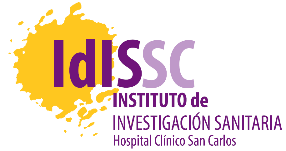 IdISSC
INSTITUTO de
INVESTIGACIÓN SANITARIA
Hospital Clínico San Carlos